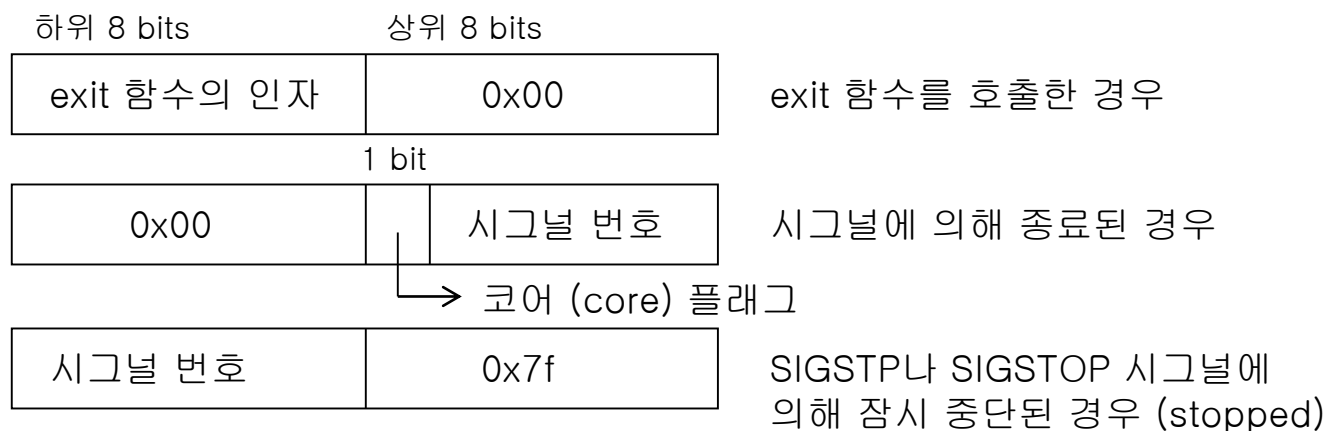 하위 8 bits 상위 8 bits
exit 함수의 인자 0x00 exit 함수를 호출한 경우
1 bit
0x00 시그널 번호 시그널에 의해 종료된 경우
코어 (core) 플래그
시그널 번호 0x7f SIGSTP나 SIGSTOP 시그널에
의해 잠시 중단된 경우 (stopped)